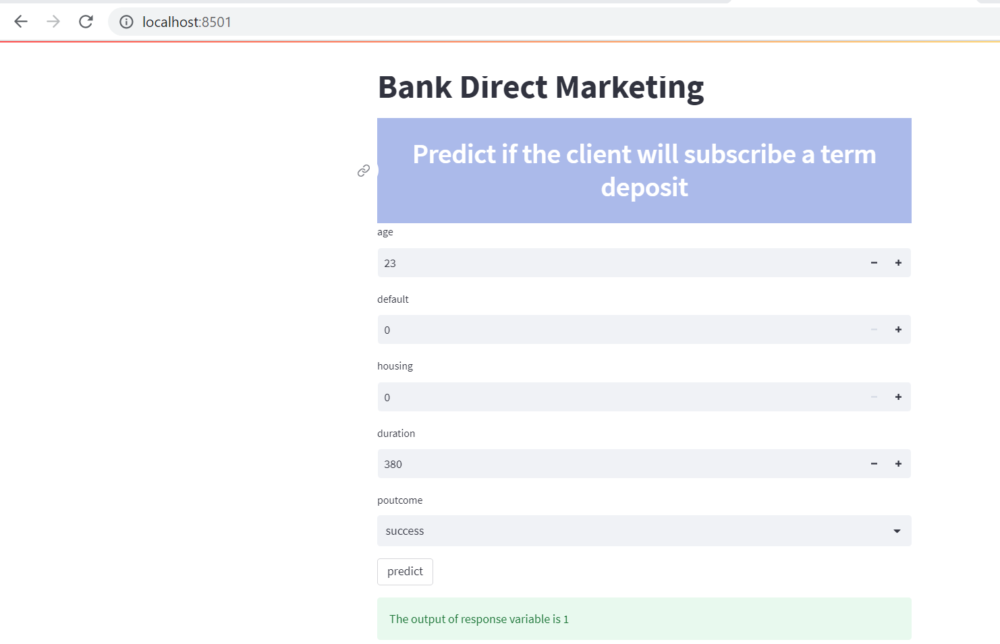 localhost:8501
Bank Direct Marketing
Predict if the client will subscribe a term
deposit
age
23
default
0
housing
0
duration
380
poutcome
success
predict
The output of response variable is 1